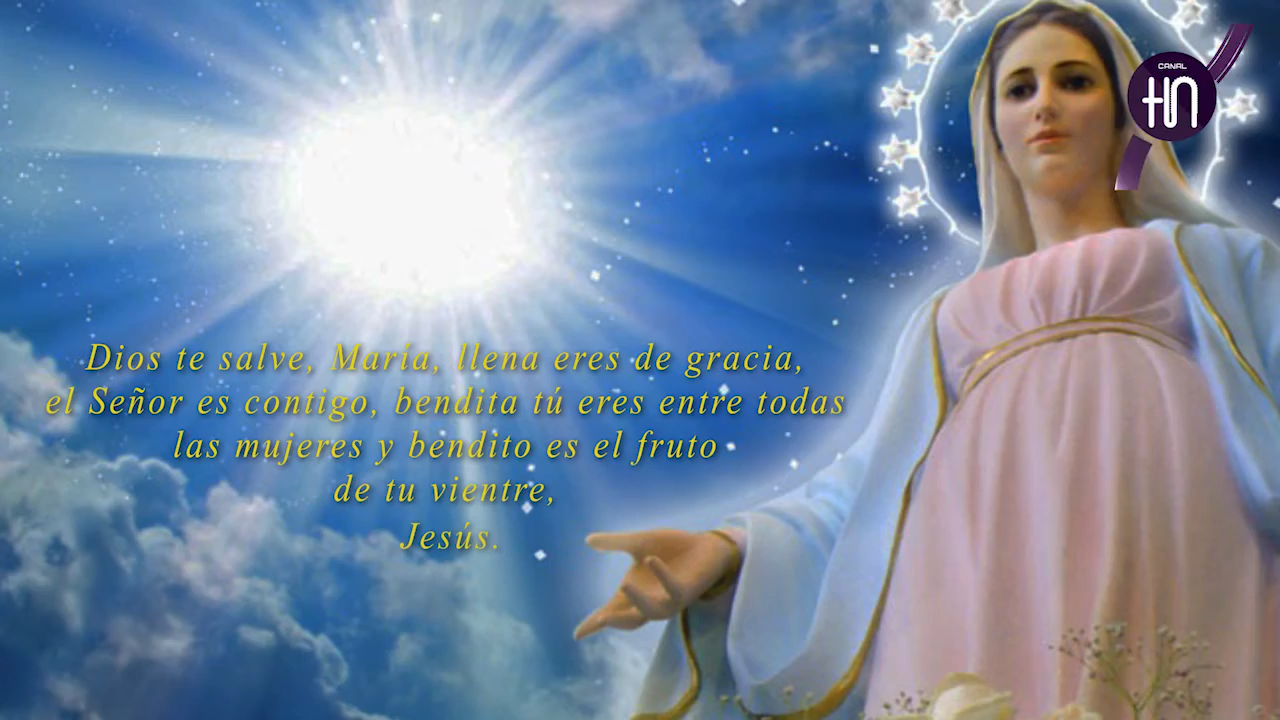 CANAL
HN
Dios te salve, María, llena eres de gracia,
el Señor es contigo, bendita tú eres entre todas
las mujeres y bendito es el fruto
de tu vientre,
Jesús.